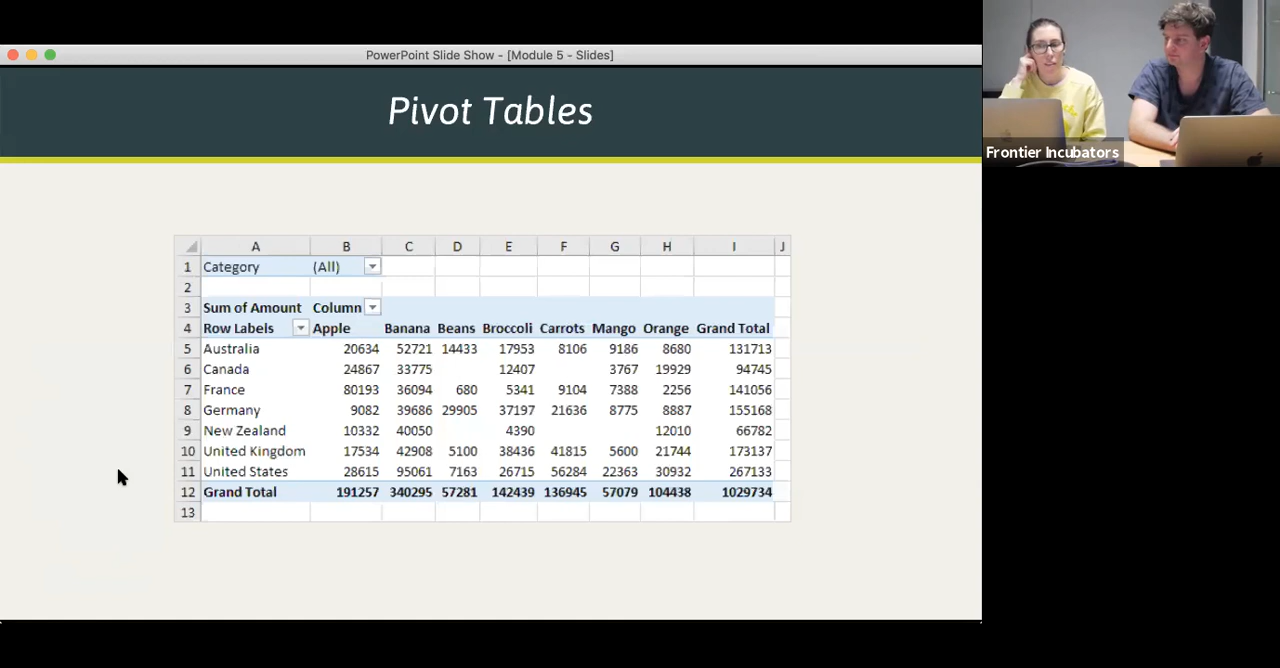 PowerPoint Slide Show - [Module 5 - Slides]
Pivot Tables
A B C D E F G H I J
1 Category (All)
2
3 Sum of Amount Column
4 Row Labels Apple Banana Beans Broccoli Carrots Mango Orange Grand Total
5 Australia 20634 52721 14433 17953 8106 9186 8680 131713
6 Canada 24867 33775 12407 3767 19929 94745
7 France 80193 36094 680 5341 9104 7388 2256 141056
8 Germany 9082 39686 29905 37197 21636 8775 8887 155168
9 New Zealand 10332 40050 4390 12010 66782
10 United Kingdom 17534 42908 5100 38436 41815 5600 21744 173137
11 United States 28615 95061 7163 26715 56284 22363 30932 267133
12 Grand Total 191257 340295 57281 142439 136945 57079 104438 1029734
13
Frontier Incubators